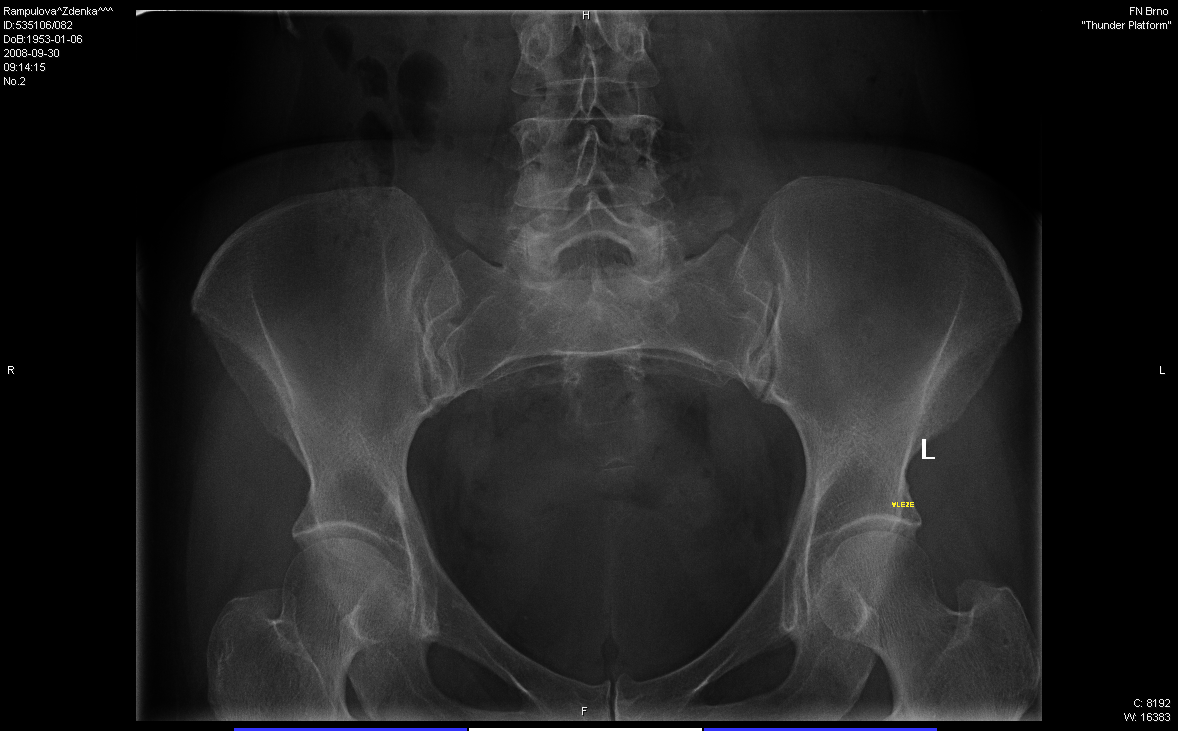 Rampulova^Zdenka^^^
ID:535106/082
DoB:1953-01-06
2008-09-30
09:14:15
No.2
H
FN Brno
"Thunder Platform"
R
L
L
VLEZE
F
C: 8192
W: 16383